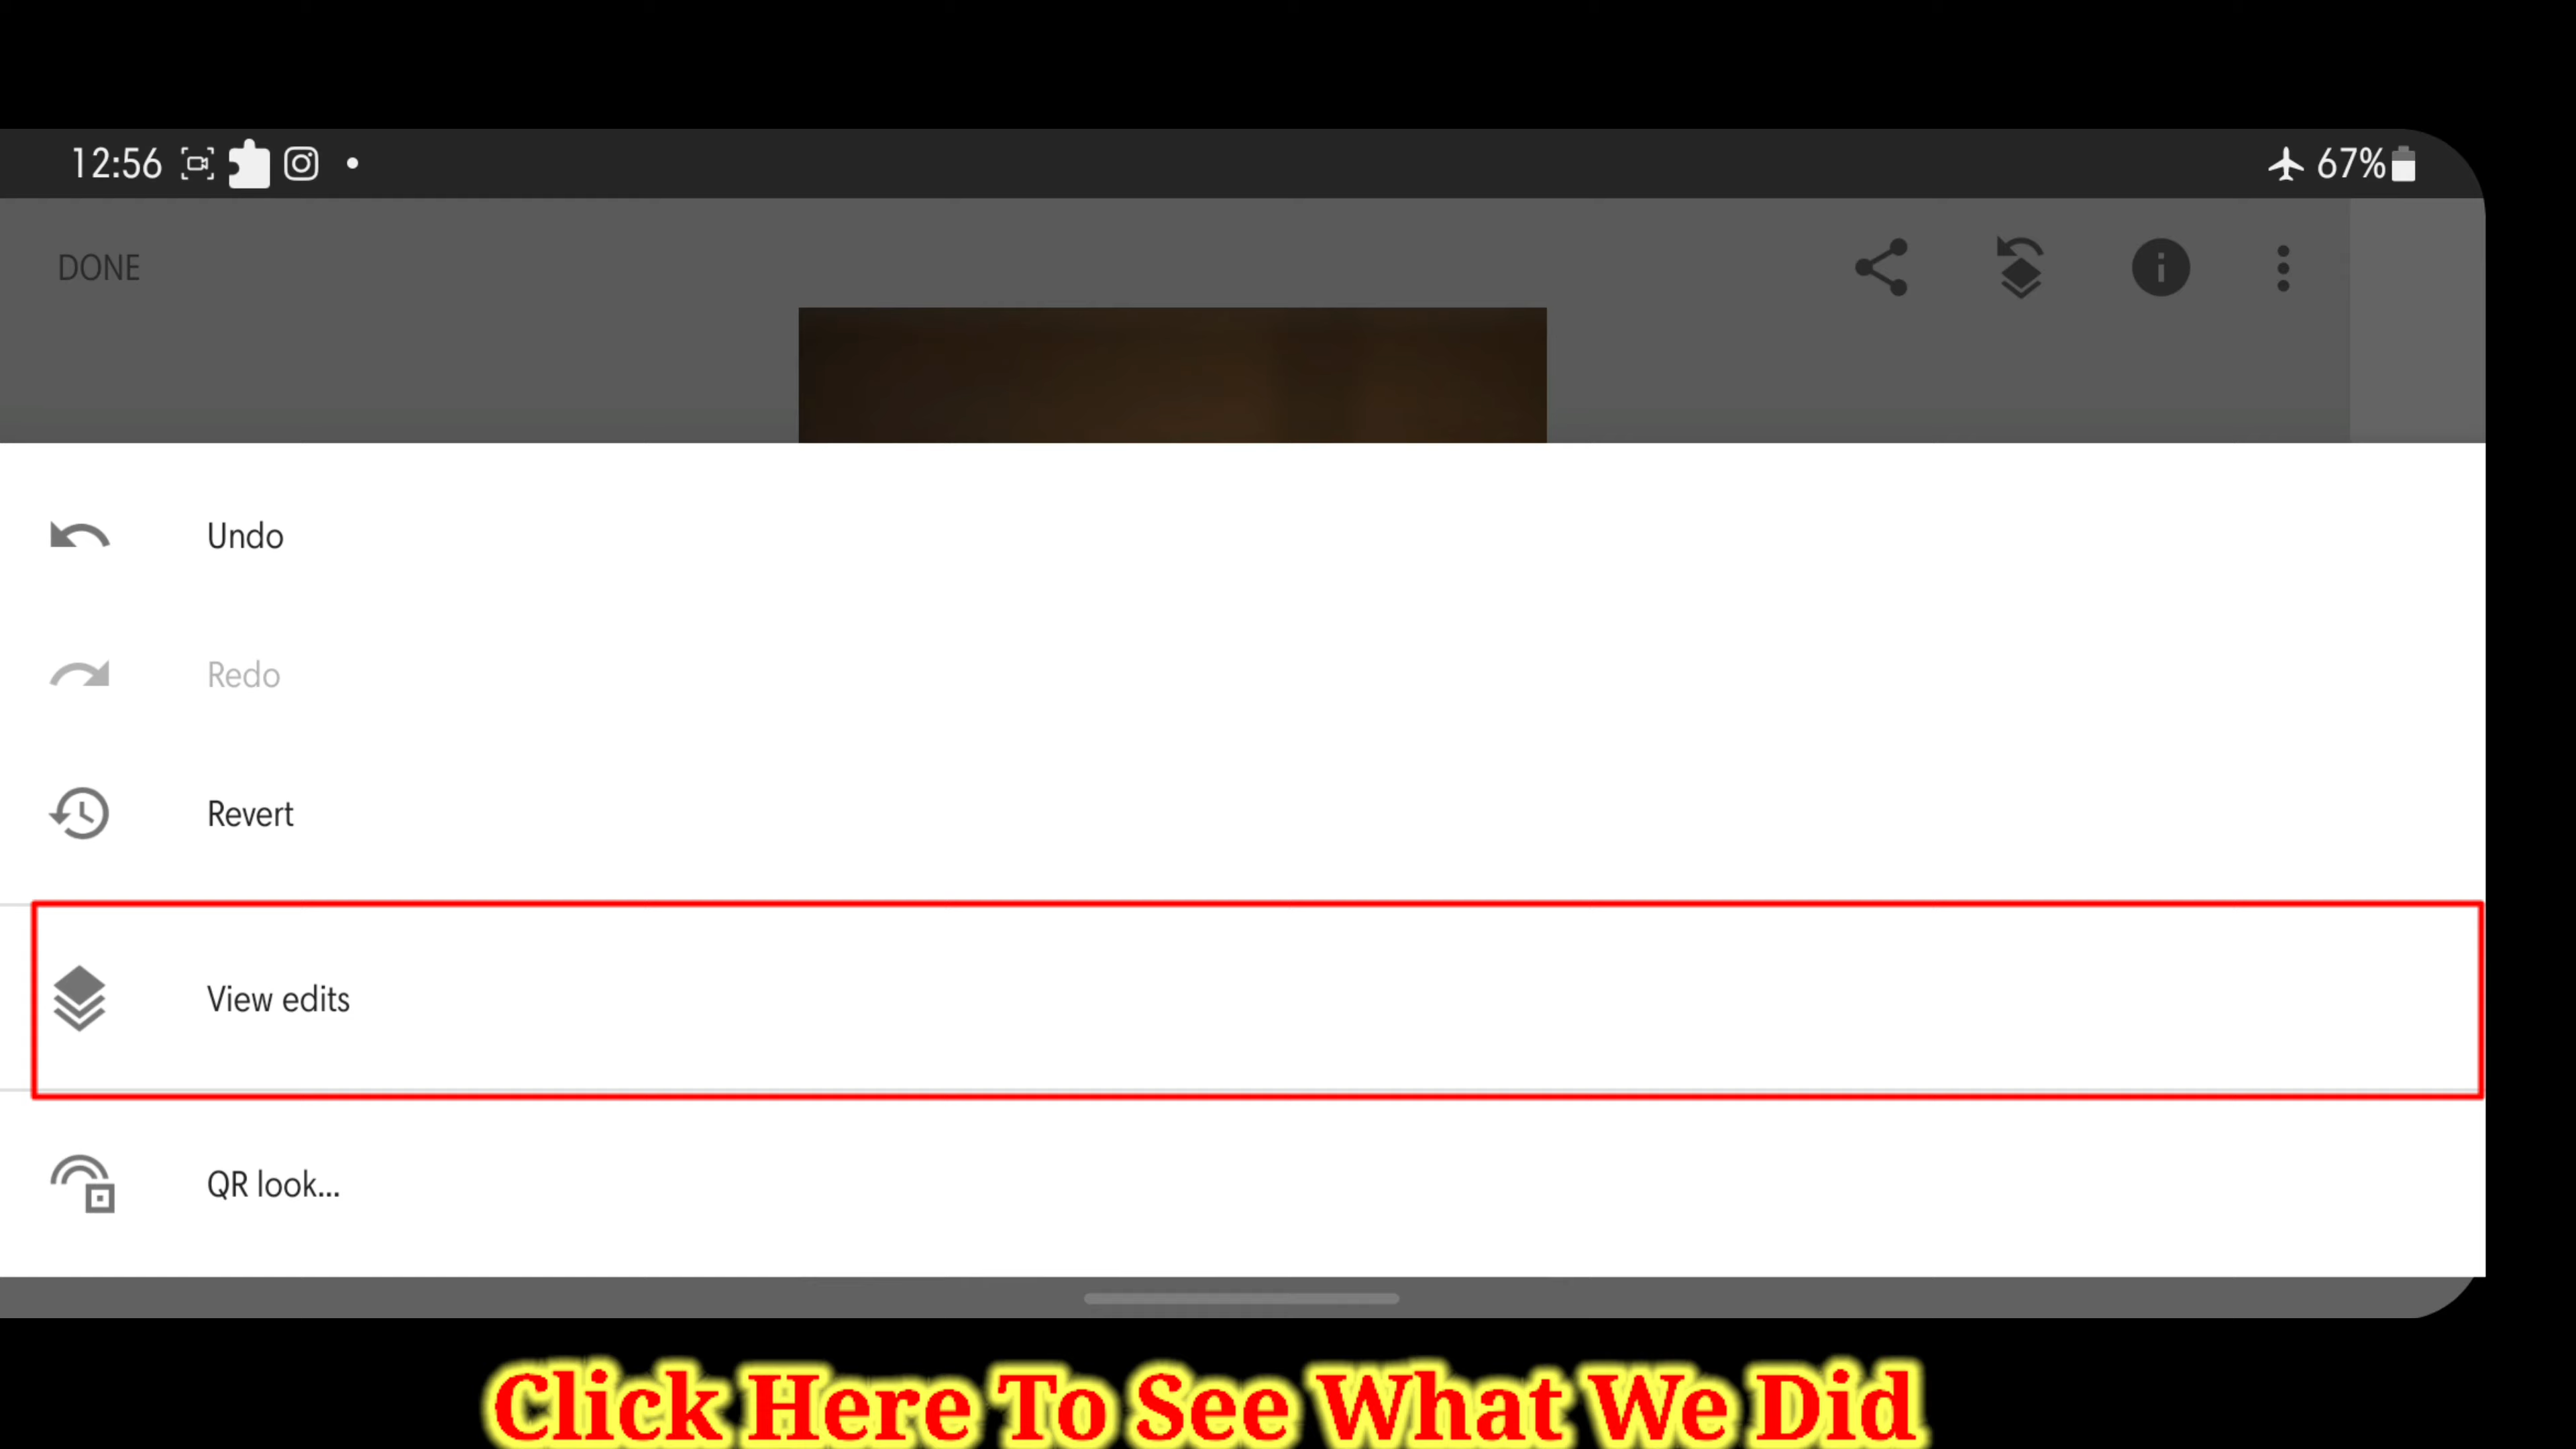 12:56 67%
DONE
Undo
Redo
Revert
View edits
QR look...
Click Here To See What We Did